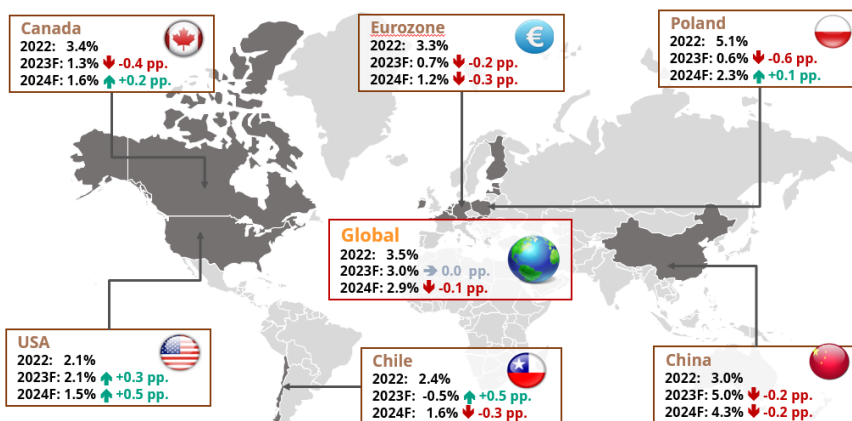 Canada
2022: 3.4%
2023F: 1.3% -0.4 pp.
2024F: 1.6% +0.2 pp.
Eurozone
2022: 3.3%
2023F: 0.7% -0.2 pp.
2024F: 1.2% -0.3 pp.
€
Poland
2022: 5.1%
2023F: 0.6% -0.6 pp.
2024F: 2.3% +0.1 pp.
Global
2022: 3.5%
2023F: 3.0% 0.0 pp.
2024F: 2.9% -0.1 pp.
USA
2022: 2.1%
2023F: 2.1% +0.3 pp.
2024F: 1.5% +0.5 pp.
Chile
2022: 2.4%
2023F: -0.5% +0.5 pp.
2024F: 1.6% -0.3 pp.
China
2022: 3.0%
2023F: 5.0% -0.2 pp.
2024F: 4.3% -0.2 pp.